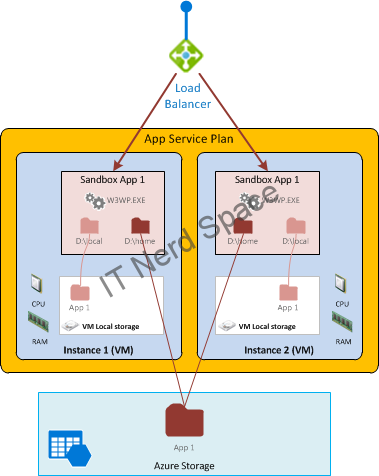 Load
Balancer
App Service Plan
Sandbox App 1
W3WP.EXE
D:\local
D:\home
App 1
VM Local storage
CPU
RAM
Instance 1 (VM)
Sandbox App 1
W3WP.EXE
D:\home
D:\local
App 1
VM Local storage
CPU
RAM
Instance 2 (VM)
IT Nerd Space
App 1
Azure Storage